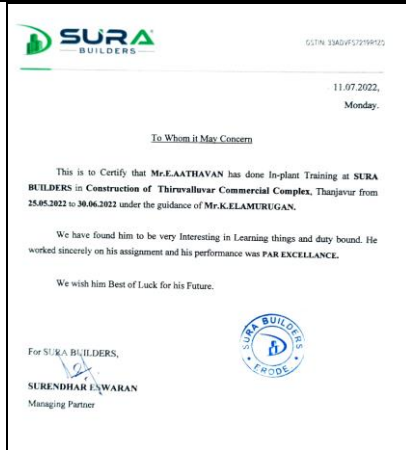 SURA
BUILDERS
GSTIN: 33ADVFS7219R1Z0
11.07.2022,
Monday.
To Whom it May Concern
This is to Certify that Mr.E.AATHAVAN has done In-plant Training at SURA
BUILDERS in Construction of Thiruvalluvar Commercial Complex, Thanjavur from
25.05.2022 to 30.06.2022 under the guidance of Mr.K.ELAMURUGAN.
We have found him to be very Interesting in Learning things and duty bound. He
worked sincerely on his assignment and his performance was PAR EXCELLANCE.
We wish him Best of Luck for his Future.
SURA BUILDERS
ERODE
For SURA BUILDERS,
SURENDHAR ESWARAN
Managing Partner